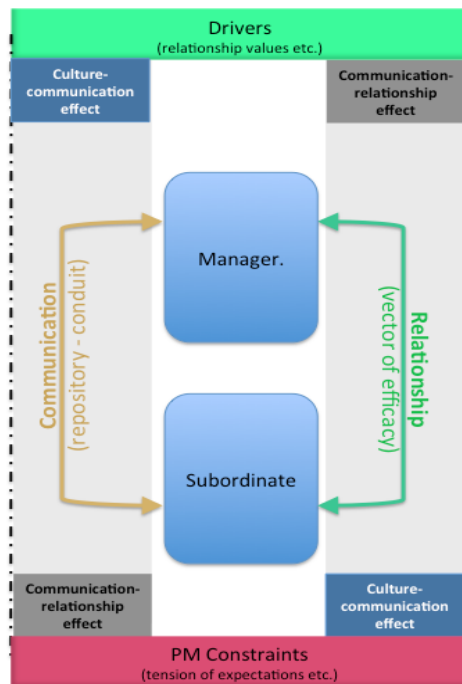 Drivers
(relationship values etc.)
Culture-
communication
effect
Communication-
relationship
effect
Manager.
Communication
(repository - conduit)
Relationship
(vector of efficacy)
Subordinate
Communication-
relationship
effect
Culture-
communication
effect
PM Constraints
(tension of expectations etc.)